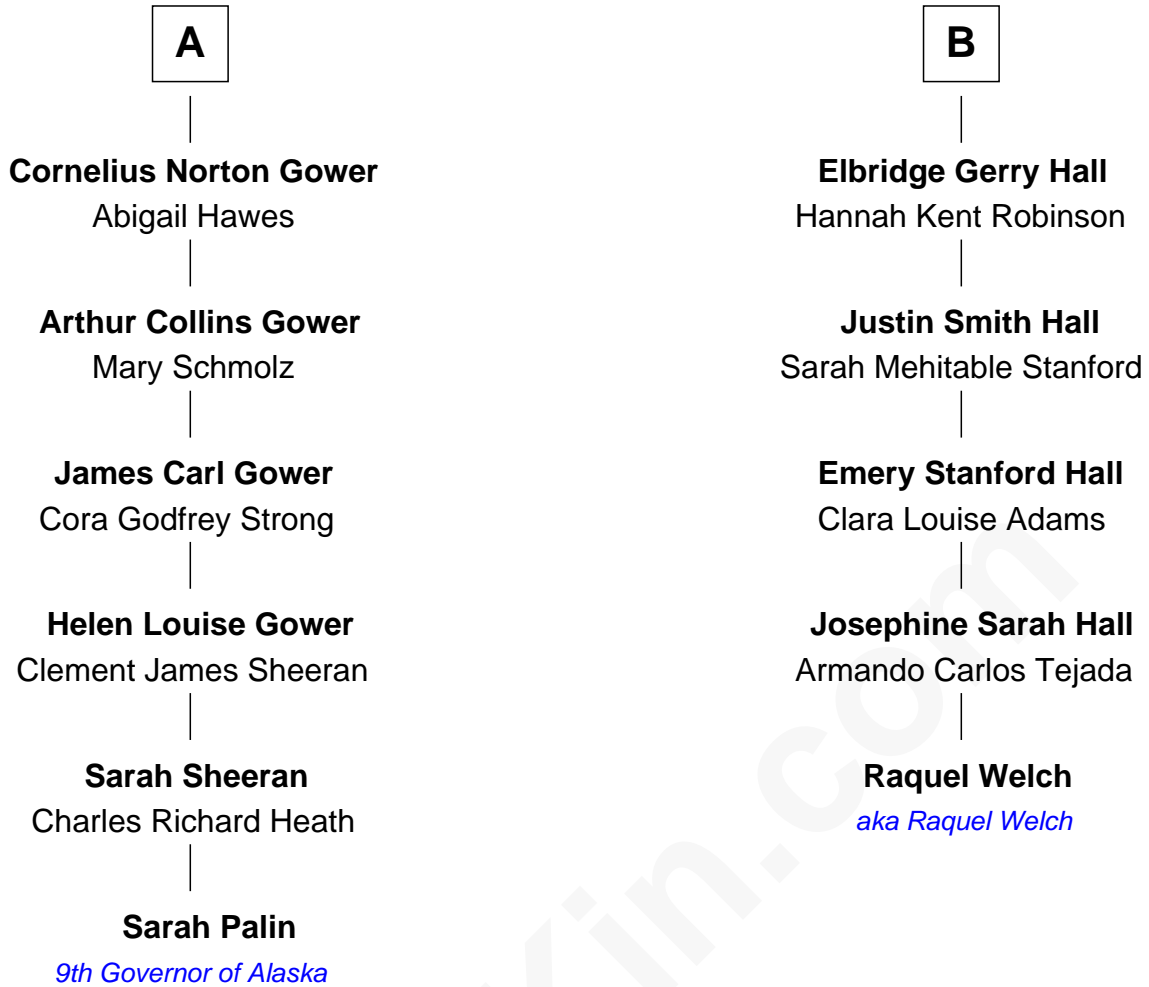 A
Cornelius Norton Gower
Abigail Hawes
Arthur Collins Gower
Mary Schmolz
James Carl Gower
Cora Godfrey Strong
Helen Louise Gower
Clement James Sheeran
Sarah Sheeran
Charles Richard Heath
Sarah Palin
9th Governor of Alaska
B
Elbridge Gerry Hall
Hannah Kent Robinson
Justin Smith Hall
Sarah Mehitable Stanford
Emery Stanford Hall
Clara Louise Adams
Josephine Sarah Hall
Armando Carlos Tejada
Raquel Welch
aka Raquel Welch